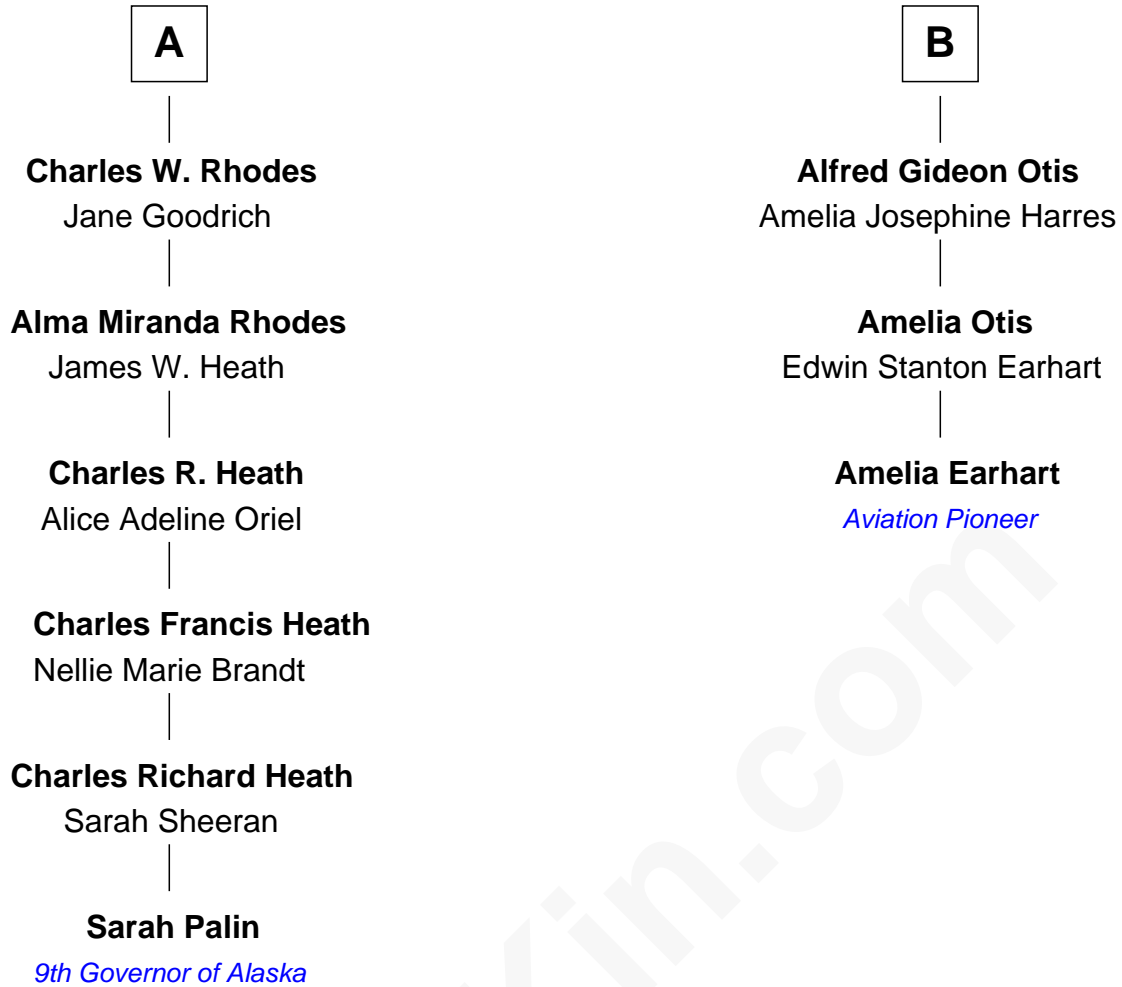 A
Charles W. Rhodes
Jane Goodrich
Alma Miranda Rhodes
James W. Heath
Charles R. Heath
Alice Adeline Oriel
Charles Francis Heath
Nellie Marie Brandt
Charles Richard Heath
Sarah Sheeran
Sarah Palin
9th Governor of Alaska
B
Alfred Gideon Otis
Amelia Josephine Harres
Amelia Otis
Edwin Stanton Earhart
Amelia Earhart
Aviation Pioneer